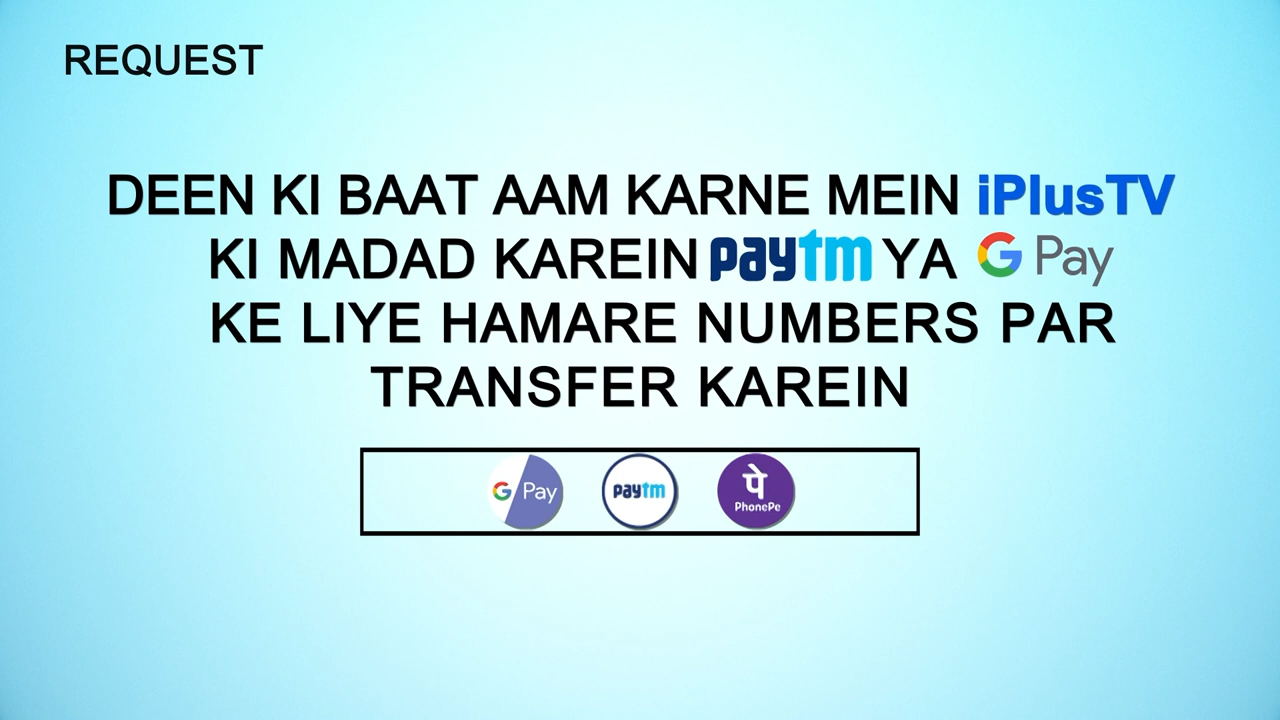 REQUEST
DEEN KI BAAT AAM KARNE MEIN iPlusTV
KI MADAD KAREIN paytm YA G Pay
KE LIYE HAMARE NUMBERS PAR
TRANSFER KAREIN
G Pay paytm पे PhonePe